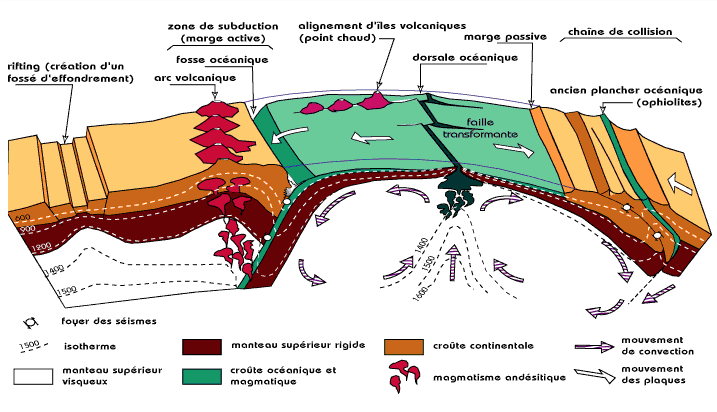 zone de subduction
(marge active)
alignement d'îles volcaniques
(point chaud)
marge passive
chaîne de collision
rifting (création d'un
fossé d'effondrement)
fosse océanique
arc volcanique
dorsale océanique
ancien plancher océanique
(ophiolites)
faille
transformante
600
900
1200
1400
1500
1400
1500
1600
foyer des séismes
1500
isotherme
manteau supérieur
visqueux
manteau supérieur rigide
croûte océanique et
magmatique
croûte continentale
magmatisme andésitique
mouvement
de convection
mouvement
des plaques